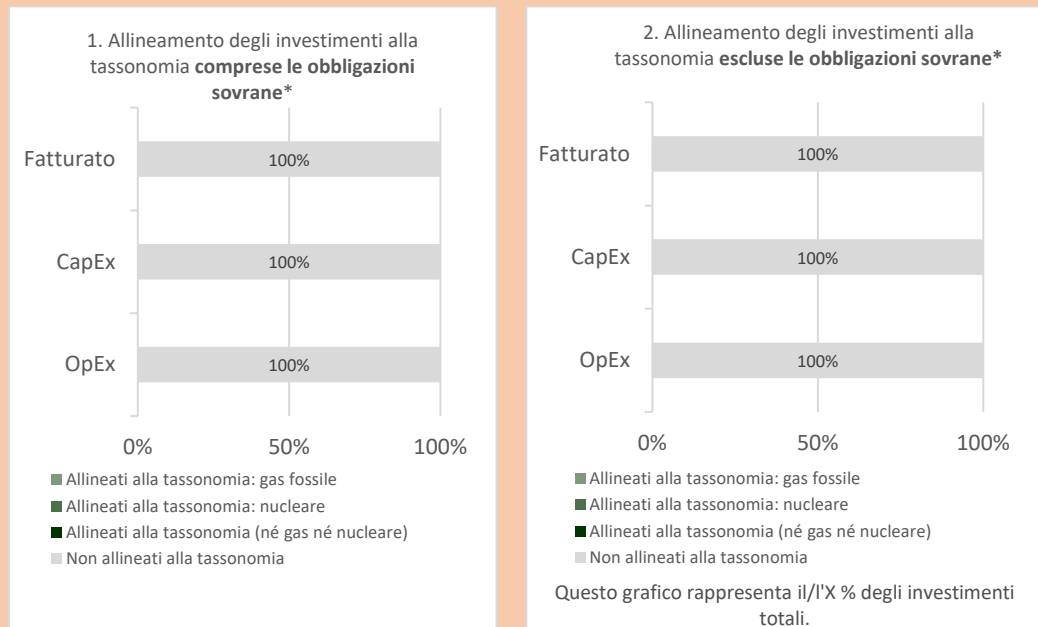 1. Allineamento degli investimenti alla
tassonomia comprese le obbligazioni
sovrane*
Fatturato
100%
CapEx
100%
OpEx
100%
0%
50%
100%
Allineati alla tassonomia: gas fossile
Allineati alla tassonomia: nucleare
Allineati alla tassonomia (né gas né nucleare)
Non allineati alla tassonomia
2. Allineamento degli investimenti alla
tassonomia escluse le obbligazioni sovrane*
Fatturato
100%
CapEx
100%
OpEx
100%
0%
50%
100%
Allineati alla tassonomia: gas fossile
Allineati alla tassonomia: nucleare
Allineati alla tassonomia (né gas né nucleare)
Non allineati alla tassonomia
Questo grafico rappresenta il/l'X % degli investimenti
totali.